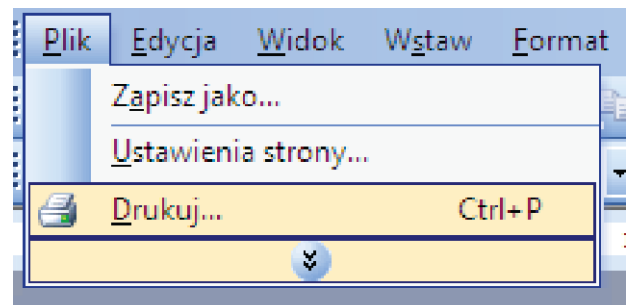 Plik Edycja Widok Wstaw Format
Zapisz jako...
Ustawienia strony...
Drukuj... Ctrl+P